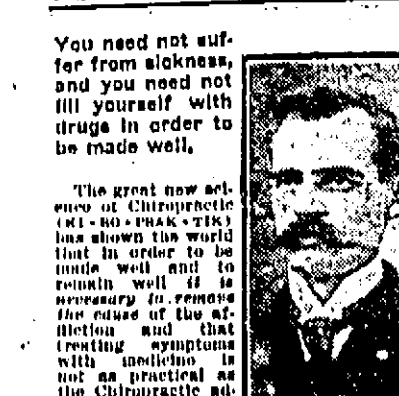 You need not suf-
fer from sickness,
and you need not
fill yourself with
drugs in order to
be made well.
The great new sci-
ence of Chiropractic
(KI-RO-PRAK-TIK)
has shown the world
that in order to be
made well and to
remain well it is
necessary to remove
the cause of the af-
fliction and that
treating symptoms
with medicine is
not as practical as
the Chiropractic ad-